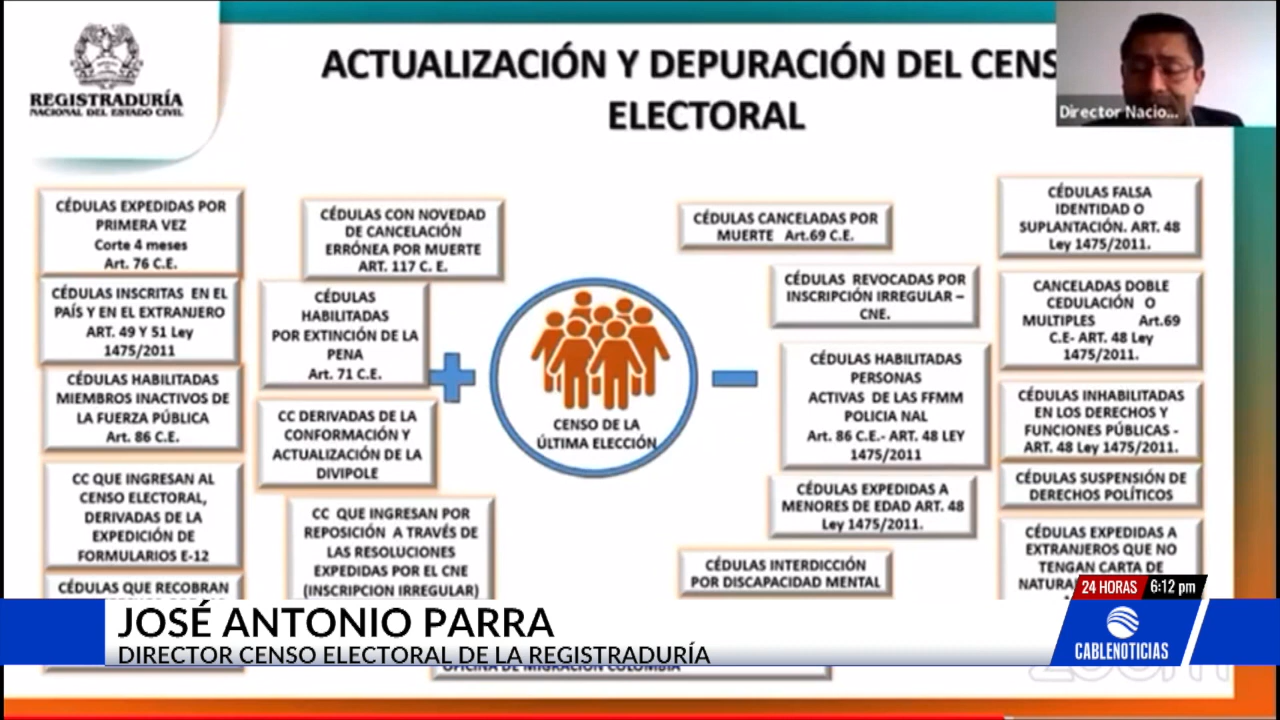 REGISTRADURÍA
NACIONAL DEL ESTADO CIVIL
ACTUALIZACIÓN Y DEPURACIÓN DEL CENS
ELECTORAL
Director Nacio...
CÉDULAS EXPEDIDAS POR
PRIMERA VEZ
Corte 4 meses
Art. 76 C.E.
CÉDULAS INSCRITAS EN EL
PAÍS Y EN EL EXTRANJERO
ART. 49 Y 51 Ley
1475/2011
CÉDULAS HABILITADAS
MIEMBROS INACTIVOS DE
LA FUERZA PÚBLICA
Art. 86 C.E.
CC QUE INGRESAN AL
CENSO ELECTORAL,
DERIVADAS DE LA
EXPEDICIÓN DE
FORMULARIOS E-12
CÉDULAS QUE RECOBRAN
CÉDULAS CON NOVEDAD
DE CANCELACIÓN
ERRÓNEA POR MUERTE
ART. 117 C. E.
CÉDULAS
HABILITADAS
POR EXTINCIÓN DE LA
PENA
Art. 71 C.E.
CC DERIVADAS DE LA
CONFORMACIÓN Y
ACTUALIZACIÓN DE LA
DIVIPOLE
CC QUE INGRESAN POR
REPOSICIÓN A TRAVÉS DE
LAS RESOLUCIONES
EXPEDIDAS POR EL CNE
(INSCRIPCION IRREGULAR)
CENSO DE LA
ÚLTIMA ELECCIÓN
CÉDULAS CANCELADAS POR
MUERTE Art.69 C.E.
CÉDULAS REVOCADAS POR
INSCRIPCIÓN IRREGULAR –
CNE.
CÉDULAS HABILITADAS
PERSONAS
ACTIVAS DE LAS FFMM
POLICIA NAL
Art. 86 C.E.- ART. 48 LEY
1475/2011
CÉDULAS EXPEDIDAS A
MENORES DE EDAD ART. 48
Ley 1475/2011.
CÉDULAS INTERDICCIÓN
POR DISCAPACIDAD MENTAL
CÉDULAS FALSA
IDENTIDAD O
SUPLANTACIÓN. ART. 48
Ley 1475/2011.
CANCELADAS DOBLE
CEDULACIÓN O
MULTIPLES Art.69
C.E- ART. 48 Ley
1475/2011.
CÉDULAS INHABILITADAS
EN LOS DERECHOS Y
FUNCIONES PÚBLICAS -
ART. 48 Ley 1475/2011.
CÉDULAS SUSPENSIÓN DE
DERECHOS POLÍTICOS
CÉDULAS EXPEDIDAS A
EXTRANJEROS QUE NO
TENGAN CARTA DE
24 HORAS 6:12 pm
JOSÉ ANTONIO PARRA
DIRECTOR CENSO ELECTORAL DE LA REGISTRADURÍA
CABLENOTICIAS
OFICINA DE MIGRACIÓN COLOMBIA
zoom